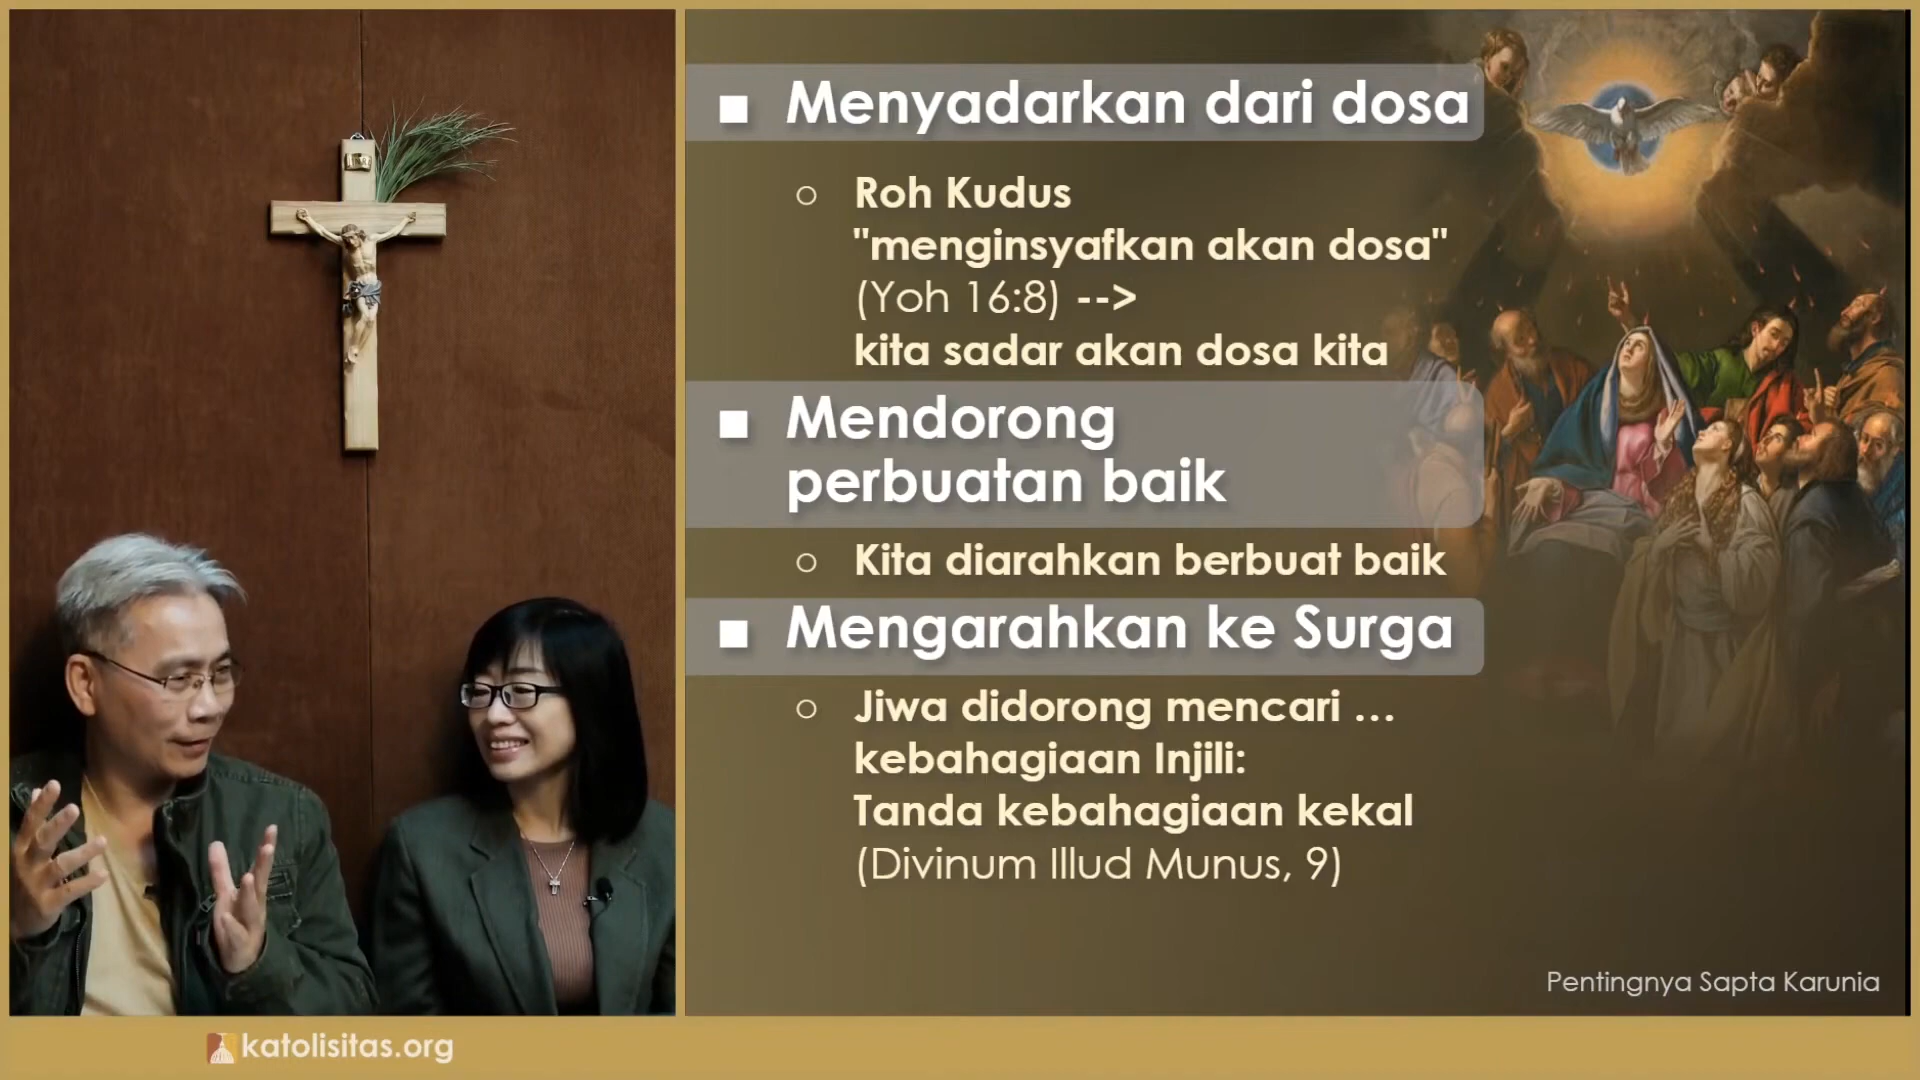 ■ Menyadarkan dari dosa
○ Roh Kudus
"menginsyafkan akan dosa"
(Yoh 16:8) -->
kita sadar akan dosa kita
■ Mendorong
perbuatan baik
○ Kita diarahkan berbuat baik
■ Mengarahkan ke Surga
○ Jiwa didorong mencari ...
kebahagiaan Injili:
Tanda kebahagiaan kekal
(Divinum Illud Munus, 9)
Pentingnya Sapta Karunia
katolisitas.org